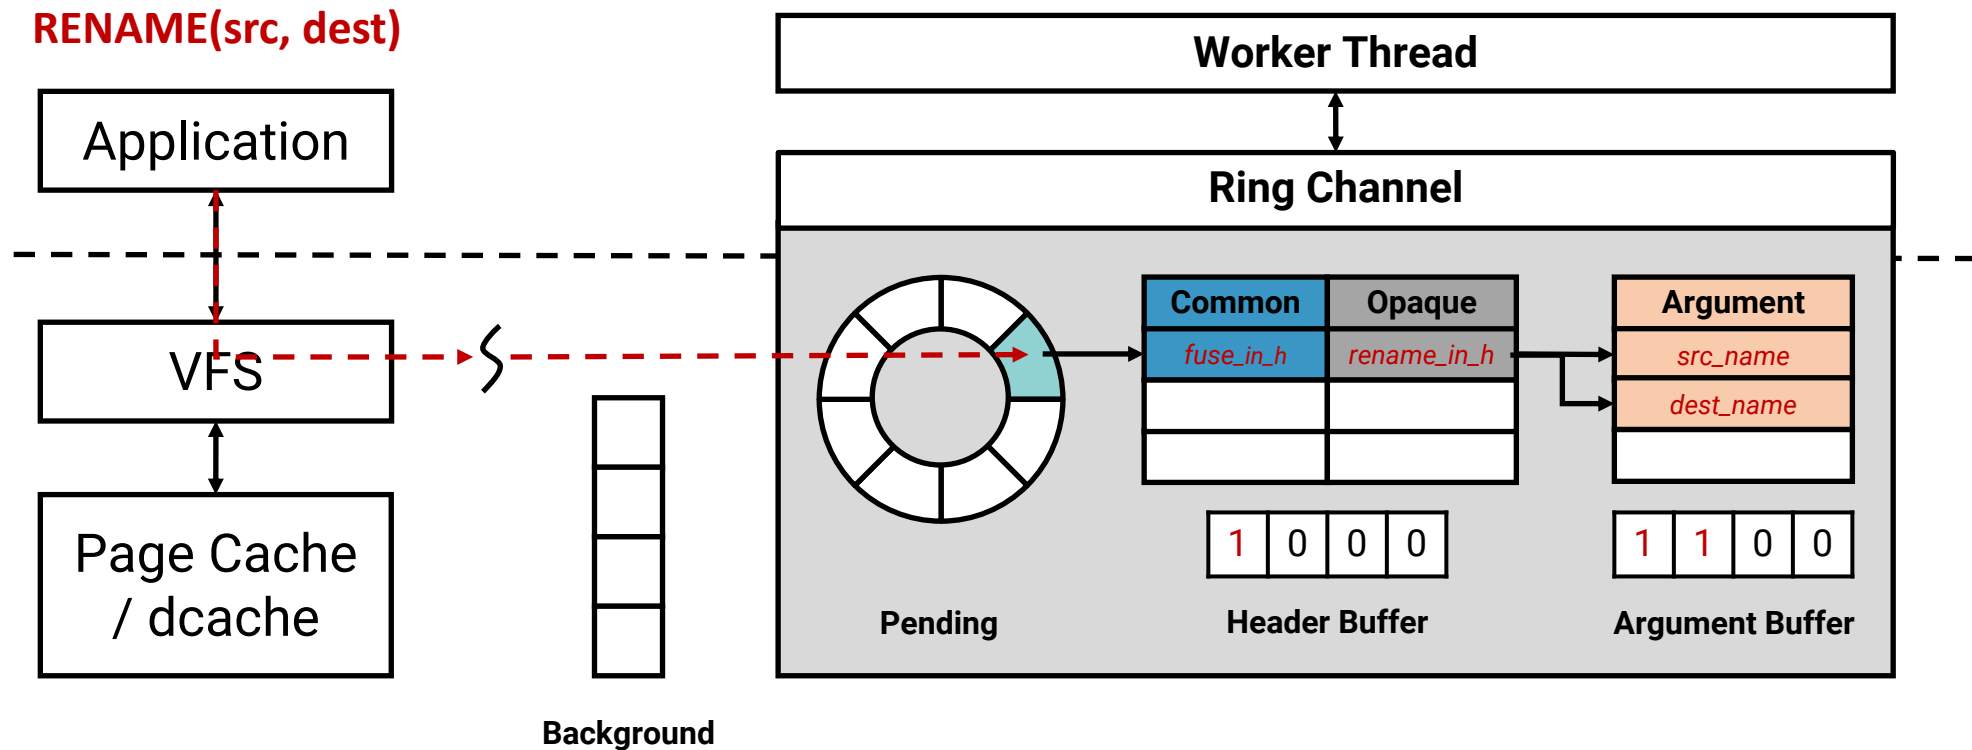 RENAME(src, dest)
Application
VFS
Page Cache
/ dcache
Background
Worker Thread
Ring Channel
Pending
Common Opaque
fuse_in_h rename_in_h
1 0 0 0
Header Buffer
Argument
src_name
dest_name
1 1 0 0
Argument Buffer